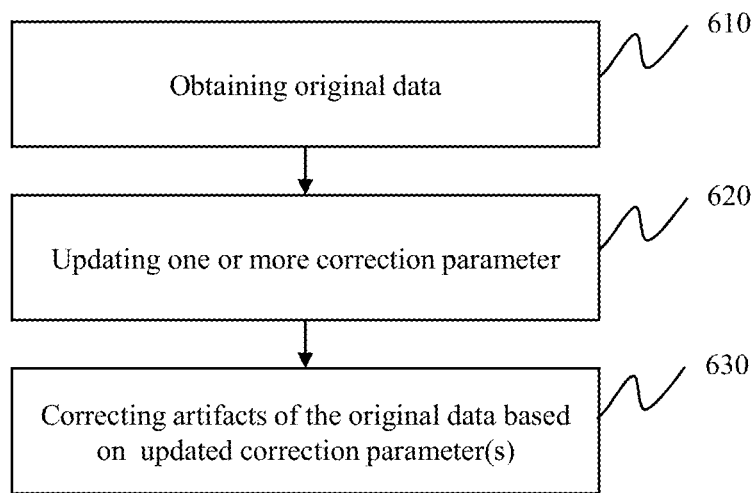 610
Obtaining original data
620
Updating one or more correction parameter
630
Correcting artifacts of the original data based
on updated correction parameter(s)